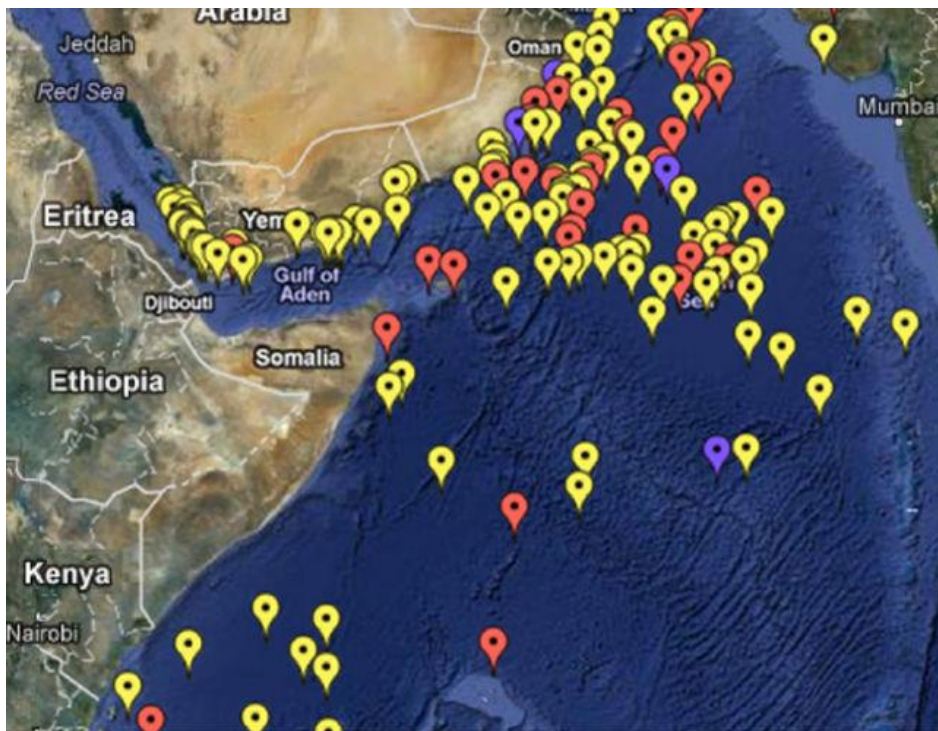 Arabia
Jeddah
Oman
Red Sea
Mumbai
Eritrea
Yemen
Gulf of
Aden
Djibouti
Somalia
Ethiopia
Kenya
Nairobi